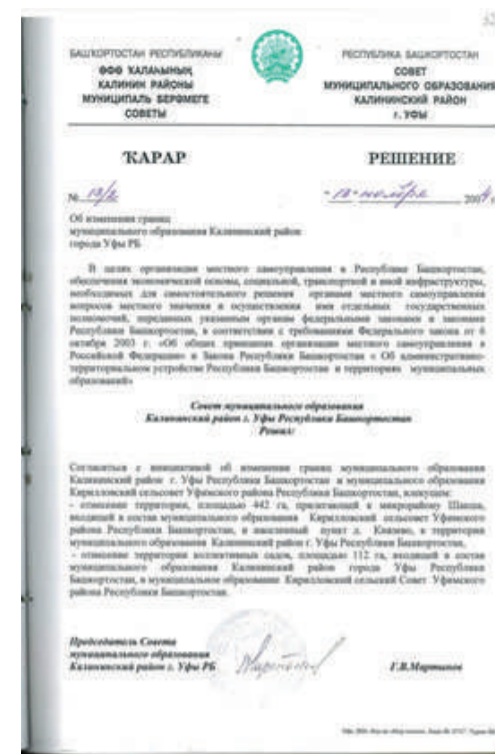 БАШҠОРТОСТАН РЕСПУБЛИКАҺЫ
ӨФӨ ҠАЛАҺЫНЫҢ
КАЛИНИН РАЙОНЫ
МУНИЦИПАЛЬ БЕРӘМЕГЕ
СОВЕТЫ
РЕСПУБЛИКА БАШКОРТОСТАН
СОВЕТ
МУНИЦИПАЛЬНОГО ОБРАЗОВАНИЯ
КАЛИНИНСКИЙ РАЙОН
г. УФЫ
ҠАРАР
РЕШЕНИЕ
№ 13/2
"18" ноября 2004 г.
Об изменении границ
муниципального образования Калининский район
города Уфы РБ
В целях организации местного самоуправления в Республике Башкортостан,
обеспечения экономической основы, социальной, транспортной и иной инфраструктуры,
необходимых для самостоятельного решения органами местного самоуправления
вопросов местного значения и осуществления ими отдельных государственных
полномочий, переданных указанным органам федеральными законами и законами
Республики Башкортостан, в соответствии с требованиями Федерального закона от 6
октября 2003 г. «Об общих принципах организации местного самоуправления в
Российской Федерации» и Закона Республики Башкортостан « Об административно-
территориальном устройстве Республики Башкортостан и территориях муниципальных
образований»
Совет муниципального образования
Калининский район г. Уфы Республики Башкортостан
Решил:
Согласиться с инициативой об изменении границ муниципального образования
Калининский район г. Уфы Республики Башкортостан и муниципального образования
Кирилловский сельсовет Уфимского района Республики Башкортостан, влекущем:
- отнесение территории, площадью 442 га, прилегающей к микрорайону Шакша,
входящей в состав муниципального образования Кирилловский сельсовет Уфимского
района Республики Башкортостан, и населенный пункт д. Князево, к территории
муниципального образования Калининский район г. Уфы Республики Башкортостан,
- отнесение территории коллективных садов, площадью 112 га, входящей в состав
муниципального образования Калининский район города Уфы Республики
Башкортостан, в муниципальное образование Кирилловский сельский Совет Уфимского
района Республики Башкортостан.
Председатель Совета
муниципального образования
Калининский район г. Уфы РБ
Г.В.Мартынов